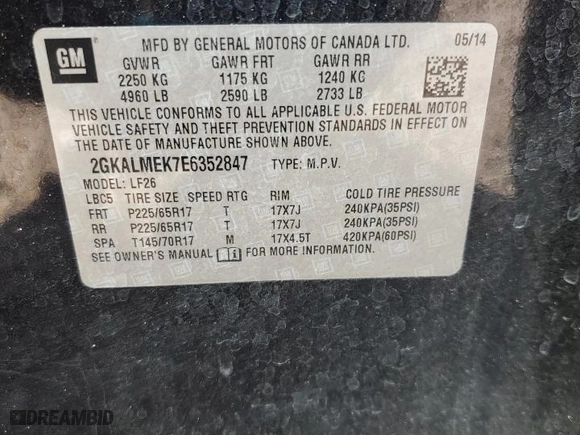 GM
MFD BY GENERAL MOTORS OF CANADA LTD. 05/14
GVWR GAWR FRT GAWR RR
2250 KG 1175 KG 1240 KG
4960 LB 2590 LB 2733 LB
THIS VEHICLE CONFORMS TO ALL APPLICABLE U.S. FEDERAL MOTOR
VEHICLE SAFETY AND THEFT PREVENTION STANDARDS IN EFFECT ON
THE DATE OF MANUFACTURE SHOWN ABOVE.
2GKALMEK7E6352847 TYPE: M.P.V.
MODEL: LF26
LBC5 TIRE SIZE SPEED RTG RIM COLD TIRE PRESSURE
FRT P225/65R17 T 17X7J 240KPA(35PSI)
RR P225/65R17 T 17X7J 240KPA(35PSI)
SPA T145/70R17 M 17X4.5T 420KPA(60PSI)
SEE OWNER'S MANUAL FOR MORE INFORMATION
DREAMBID